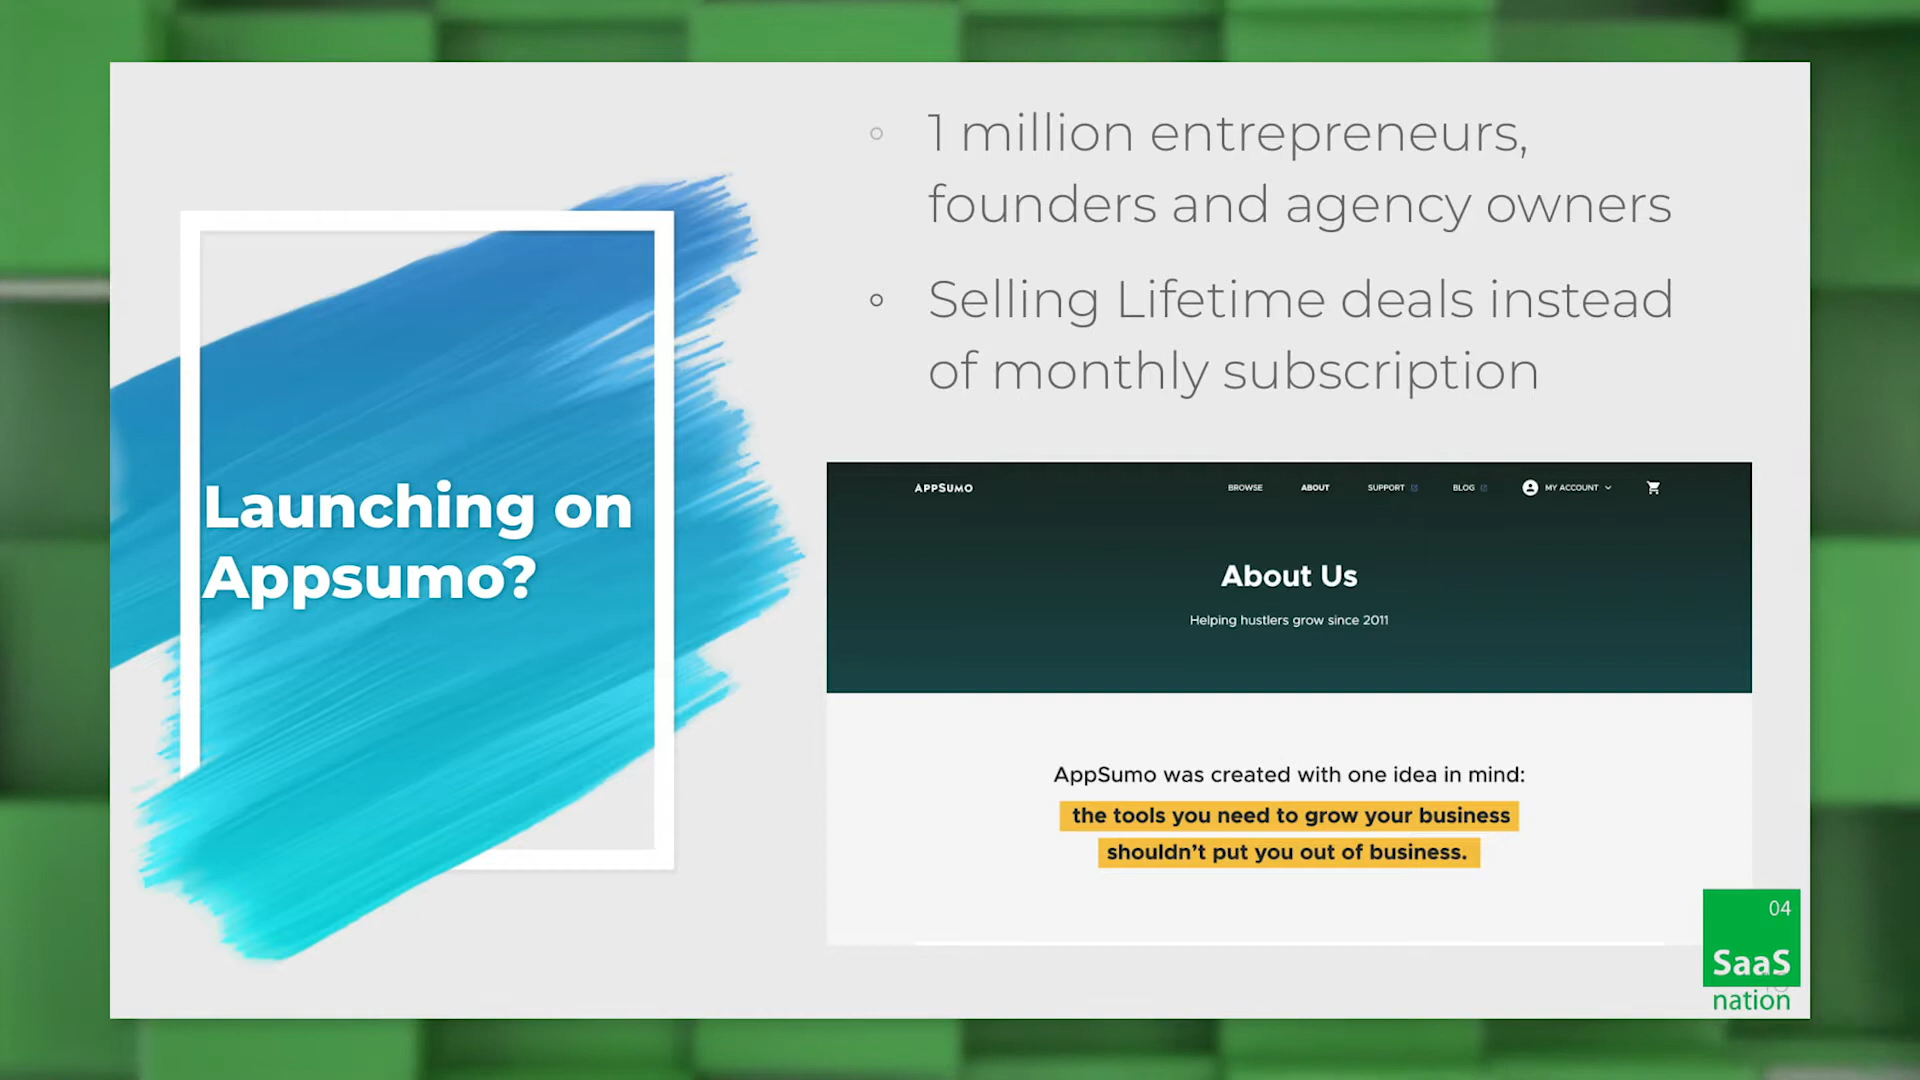 1 million entrepreneurs,
founders and agency owners
Selling Lifetime deals instead
of monthly subscription
Launching on
Appsumo?
APPSUMO
BROWSE
ABOUT
SUPPORT
BLOG
MY ACCOUNT
About Us
Helping hustlers grow since 2011
AppSumo was created with one idea in mind:
the tools you need to grow your business
shouldn't put you out of business.
04
SaaS
nation